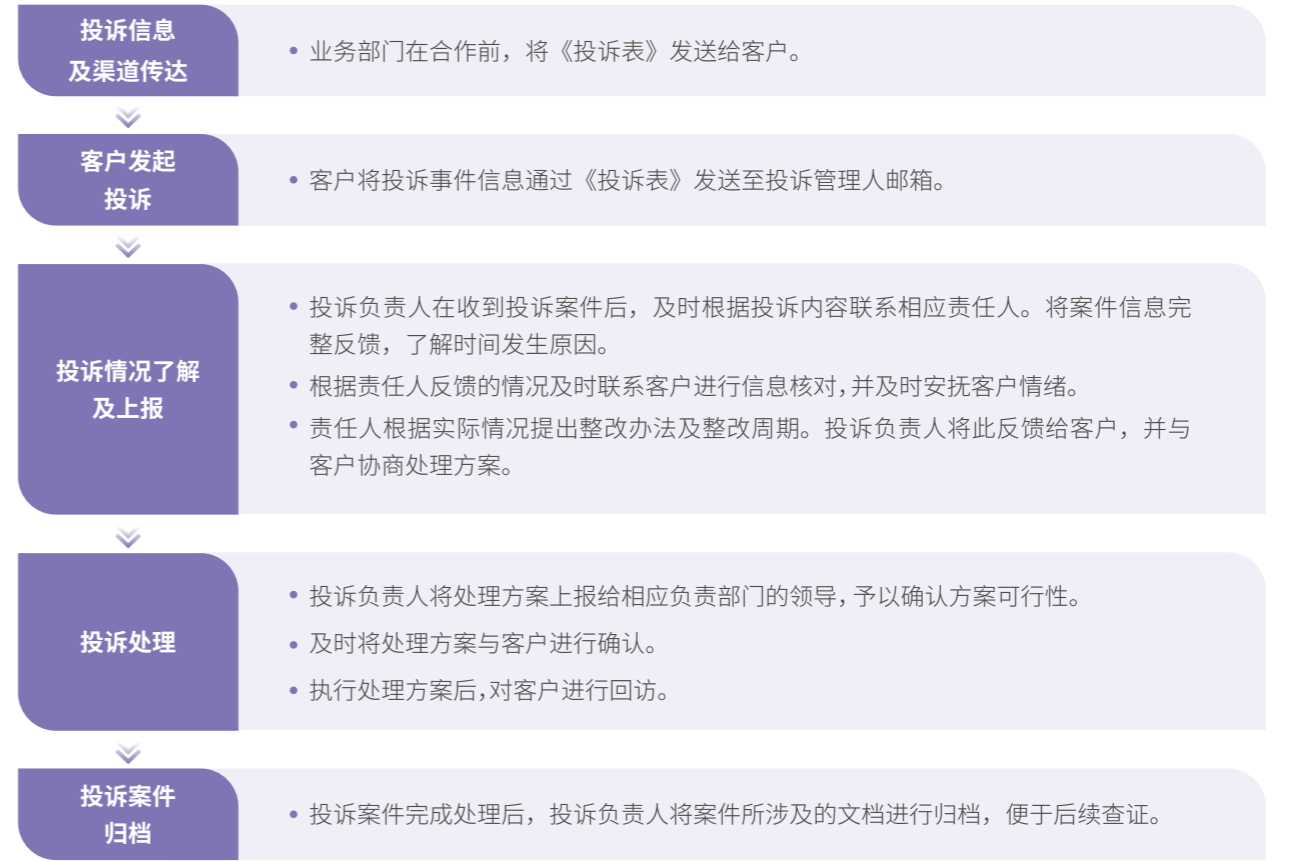 投诉信息
及渠道传达
• 业务部门在合作前，将《投诉表》发送给客户。
客户发起
投诉
• 客户将投诉事件信息通过《投诉表》发送至投诉管理人邮箱。
投诉情况了解
及上报
• 投诉负责人在收到投诉案件后，及时根据投诉内容联系相应责任人。将案件信息完
整反馈，了解时间发生原因。
• 根据责任人反馈的情况及时联系客户进行信息核对，并及时安抚客户情绪。
• 责任人根据实际情况提出整改办法及整改周期。投诉负责人将此反馈给客户，并与
客户协商处理方案。
投诉处理
• 投诉负责人将处理方案上报给相应负责部门的领导，予以确认方案可行性。
• 及时将处理方案与客户进行确认。
• 执行处理方案后，对客户进行回访。
投诉案件
归档
• 投诉案件完成处理后，投诉负责人将案件所涉及的文档进行归档，便于后续查证。